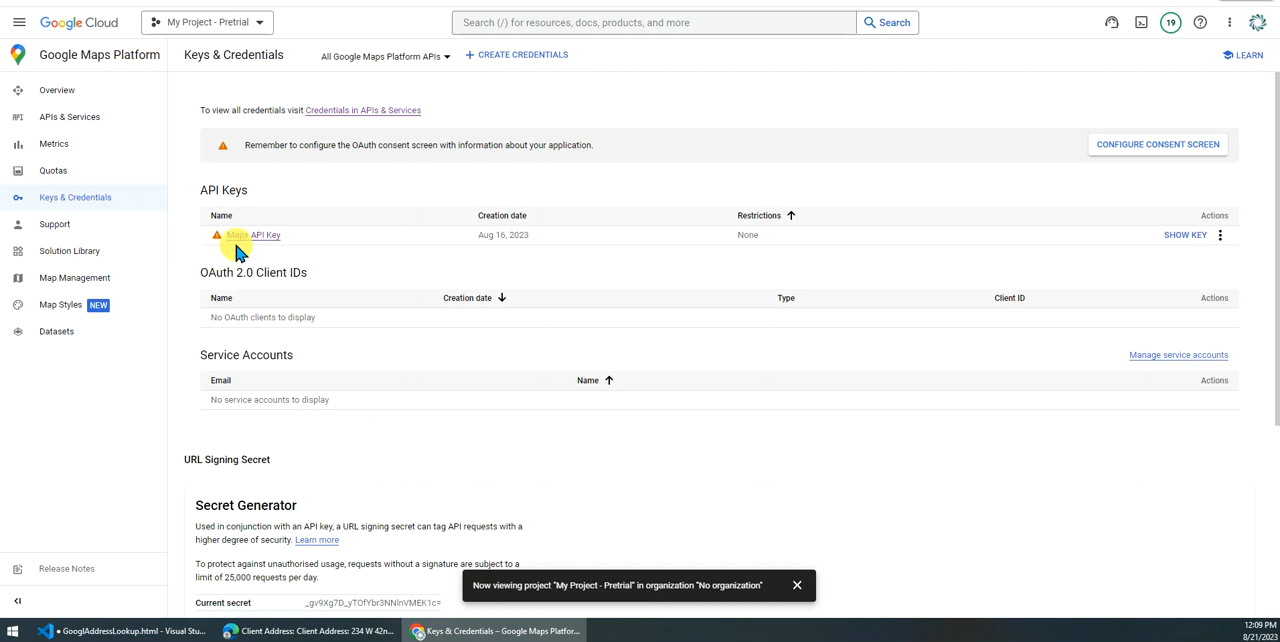 Google Cloud
My Project - Pretrial
Search (/) for resources, docs, products, and more
Search
19
Google Maps Platform
Keys & Credentials
All Google Maps Platform APIs
+ CREATE CREDENTIALS
LEARN
Overview
API APIs & Services
Metrics
Quotas
Keys & Credentials
Support
Solution Library
Map Management
Map Styles NEW
Datasets
Release Notes
To view all credentials visit Credentials in APIs & Services
Remember to configure the OAuth consent screen with information about your application.
CONFIGURE CONSENT SCREEN
API Keys
Name Creation date Restrictions Actions
Maps API Key Aug 16, 2023 None SHOW KEY
OAuth 2.0 Client IDs
Name Creation date Type Client ID Actions
No OAuth clients to display
Service Accounts
Manage service accounts
Email Name Actions
No service accounts to display
URL Signing Secret
Secret Generator
Used in conjunction with an API key, a URL signing secret can tag API requests with a
higher degree of security. Learn more
To protect against unauthorised usage, requests without a signature are subject to a
limit of 25,000 requests per day.
Current secret _gv9Xg7D_yTOfYbr3NNlnVMEK1c=
Now viewing project "My Project - Pretrial" in organization "No organization"
• GooglAddressLookup.html - Visual Stu...
Client Address: Client Address: 234 W 42n...
Keys & Credentials – Google Maps Platfor...
12:09 PM
8/21/2023